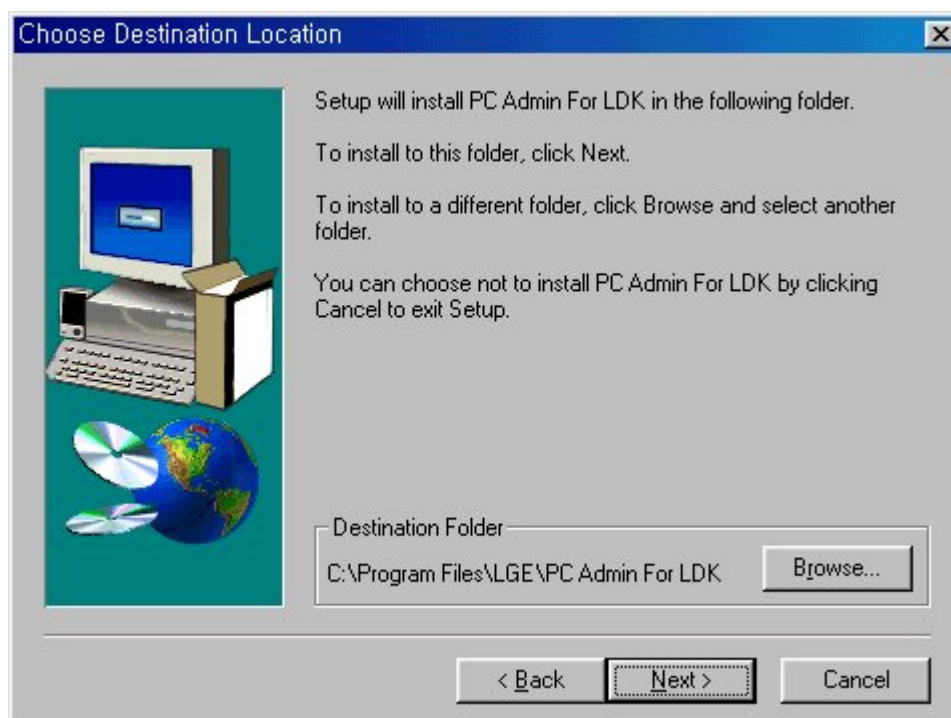 Choose Destination Location
Setup will install PC Admin For LDK in the following folder.
To install to this folder, click Next.
To install to a different folder, click Browse and select another
folder.
You can choose not to install PC Admin For LDK by clicking
Cancel to exit Setup.
Destination Folder
C:\Program Files\LGE\PC Admin For LDK
Browse...
< Back
Next >
Cancel